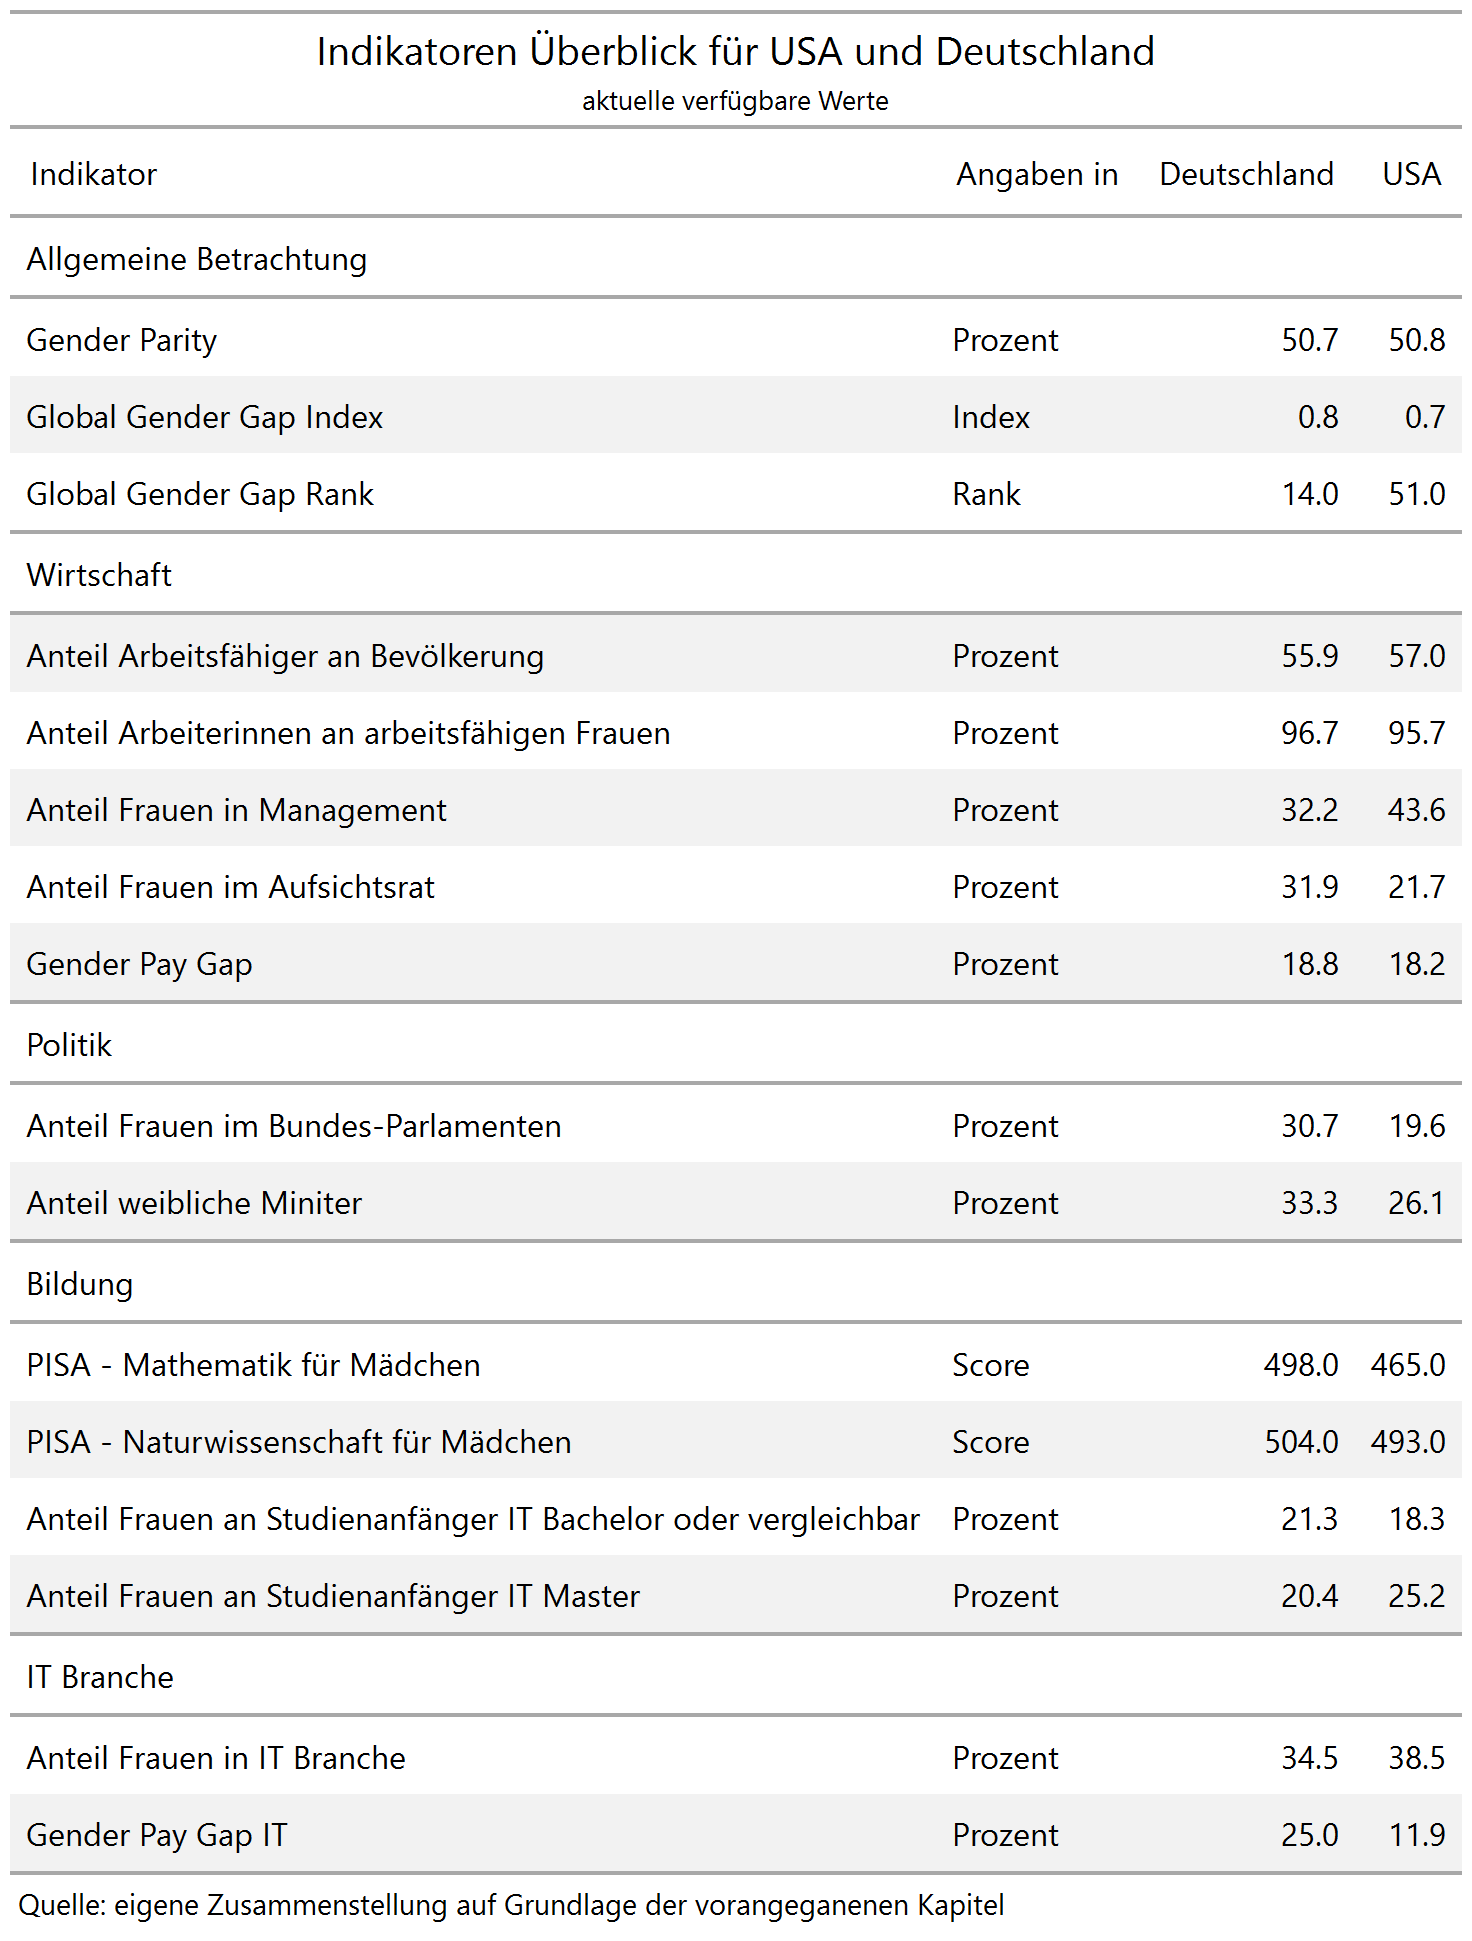 Indikatoren Überblick für USA und Deutschland
aktuelle verfügbare Werte
Indikator Angaben in Deutschland USA
Allgemeine Betrachtung
Gender Parity Prozent 50.7 50.8
Global Gender Gap Index Index 0.8 0.7
Global Gender Gap Rank Rank 14.0 51.0
Wirtschaft
Anteil Arbeitsfähiger an Bevölkerung Prozent 55.9 57.0
Anteil Arbeiterinnen an arbeitsfähigen Frauen Prozent 96.7 95.7
Anteil Frauen in Management Prozent 32.2 43.6
Anteil Frauen im Aufsichtsrat Prozent 31.9 21.7
Gender Pay Gap Prozent 18.8 18.2
Politik
Anteil Frauen im Bundes-Parlamenten Prozent 30.7 19.6
Anteil weibliche Miniter Prozent 33.3 26.1
Bildung
PISA - Mathematik für Mädchen Score 498.0 465.0
PISA - Naturwissenschaft für Mädchen Score 504.0 493.0
Anteil Frauen an Studienanfänger IT Bachelor oder vergleichbar Prozent 21.3 18.3
Anteil Frauen an Studienanfänger IT Master Prozent 20.4 25.2
IT Branche
Anteil Frauen in IT Branche Prozent 34.5 38.5
Gender Pay Gap IT Prozent 25.0 11.9
Quelle: eigene Zusammenstellung auf Grundlage der vorangeganenen Kapitel